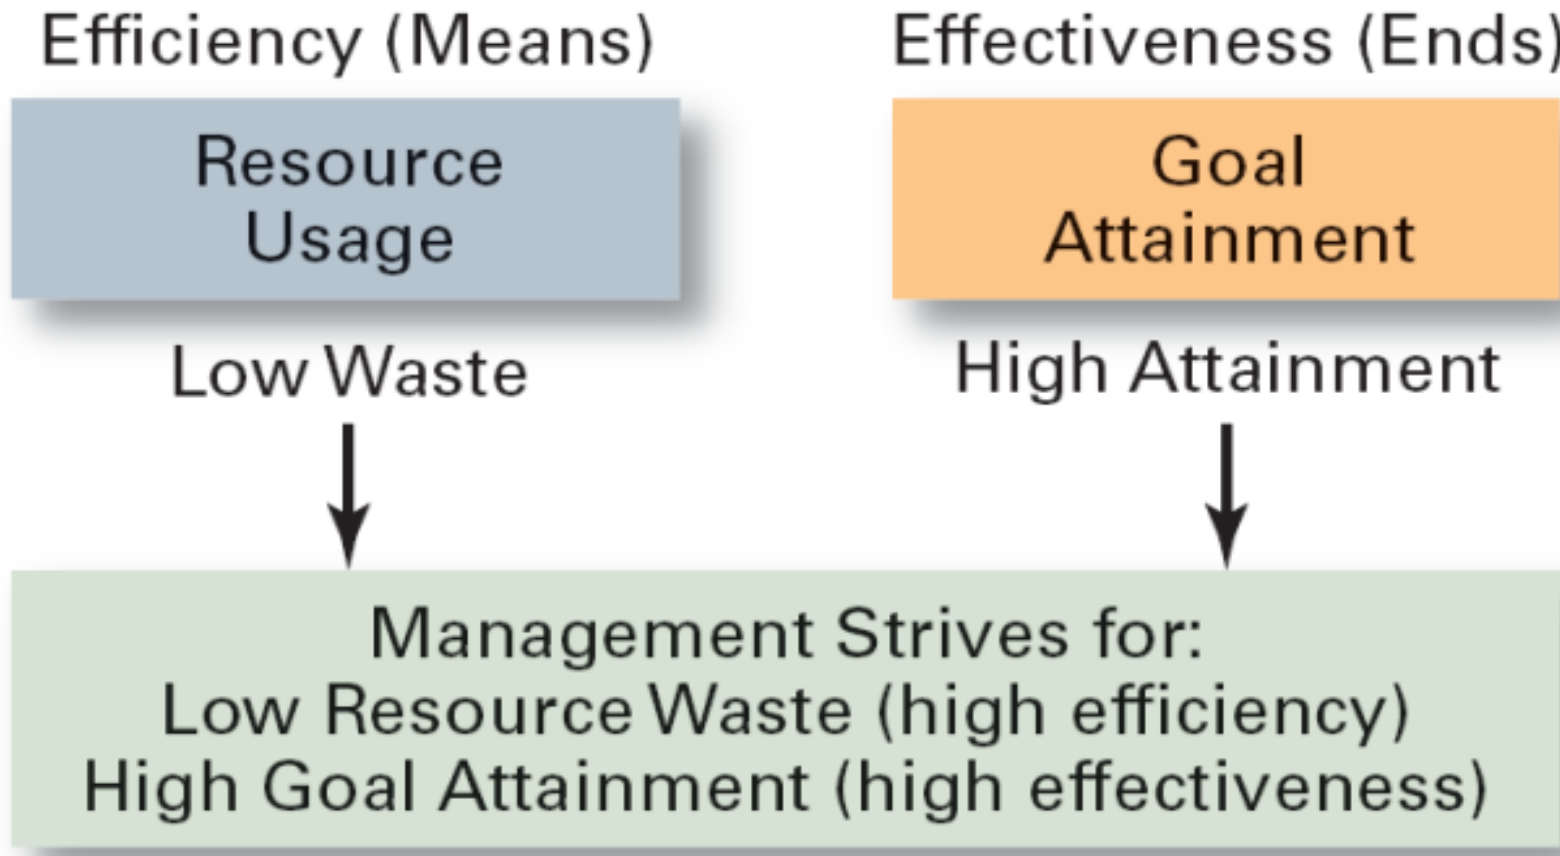 Efficiency (Means)
Effectiveness (Ends)
Resource
Usage
Goal
Attainment
Low Waste
High Attainment
Management Strives for:
Low Resource Waste (high efficiency)
High Goal Attainment (high effectiveness)